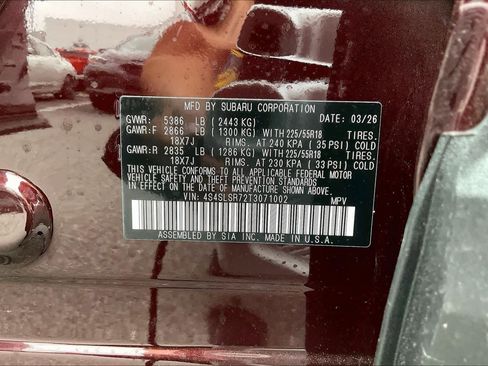 MFD BY SUBARU CORPORATION
GVWR: 5386 LB (2443 KG) DATE: 03/26
GAWR:F 2866 LB (1300 KG) WITH 225/55R18 TIRES.
18X7J RIMS. AT 240 KPA (35 PSI) COLD.
GAWR:R 2835 LB (1286 KG) WITH 225/55R18 TIRES.
18X7J RIMS. AT 230 KPA (33 PSI) COLD.
THIS VEHICLE CONFORMS TO ALL APPLICABLE FEDERAL MOTOR
VEHICLE SAFETY, BUMPER, AND THEFT PREVENTION STANDARDS
IN EFFECT ON THE DATE OF MANUFACTURE SHOWN ABOVE.
VIN: 4S4SLSR72T3071002 MPV
ASSEMBLED BY SIA INC. MADE IN U.S.A.